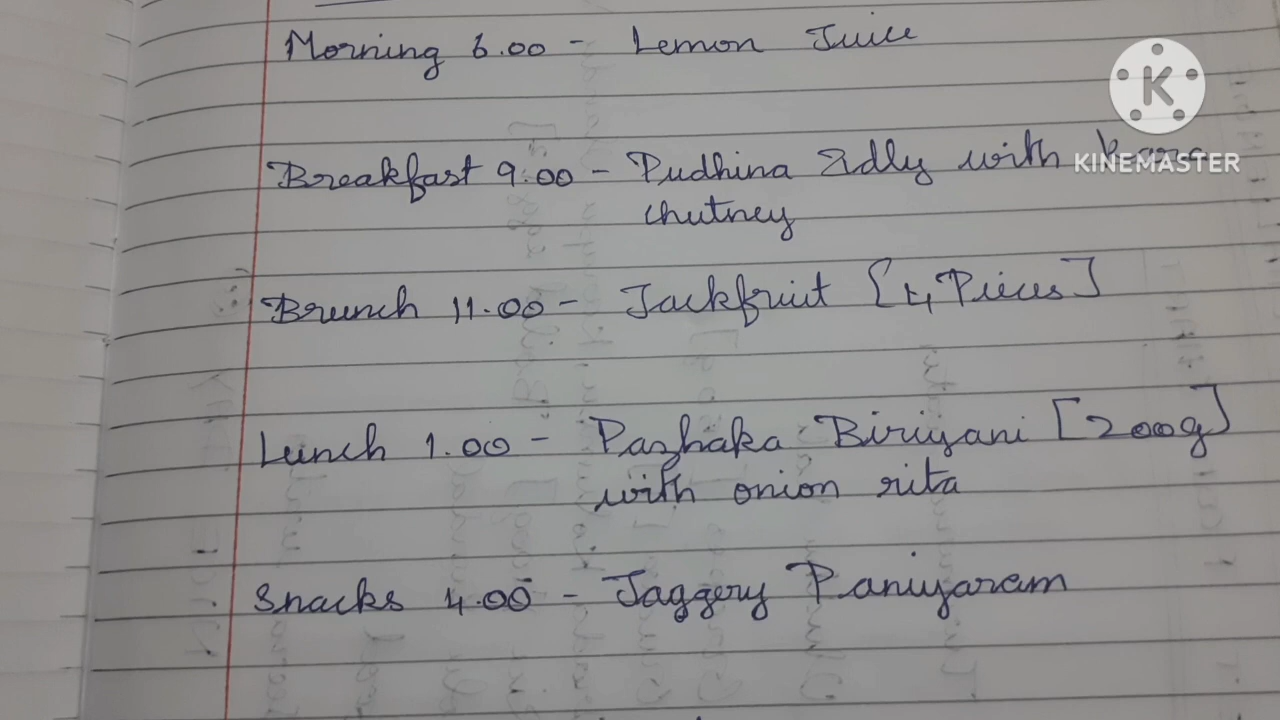 Morning 6.00 - Lemon Juice
K
KINEMASTER
Breakfast 9.00 - Pudhina Idly with
chutney
Brunch 11.00 - Jackfruit [4 Pieces]
Lunch 1.00 - Pazhaka Biriyani [200g]
with onion rita
Snacks 4.00 - Jaggery Paniyaram